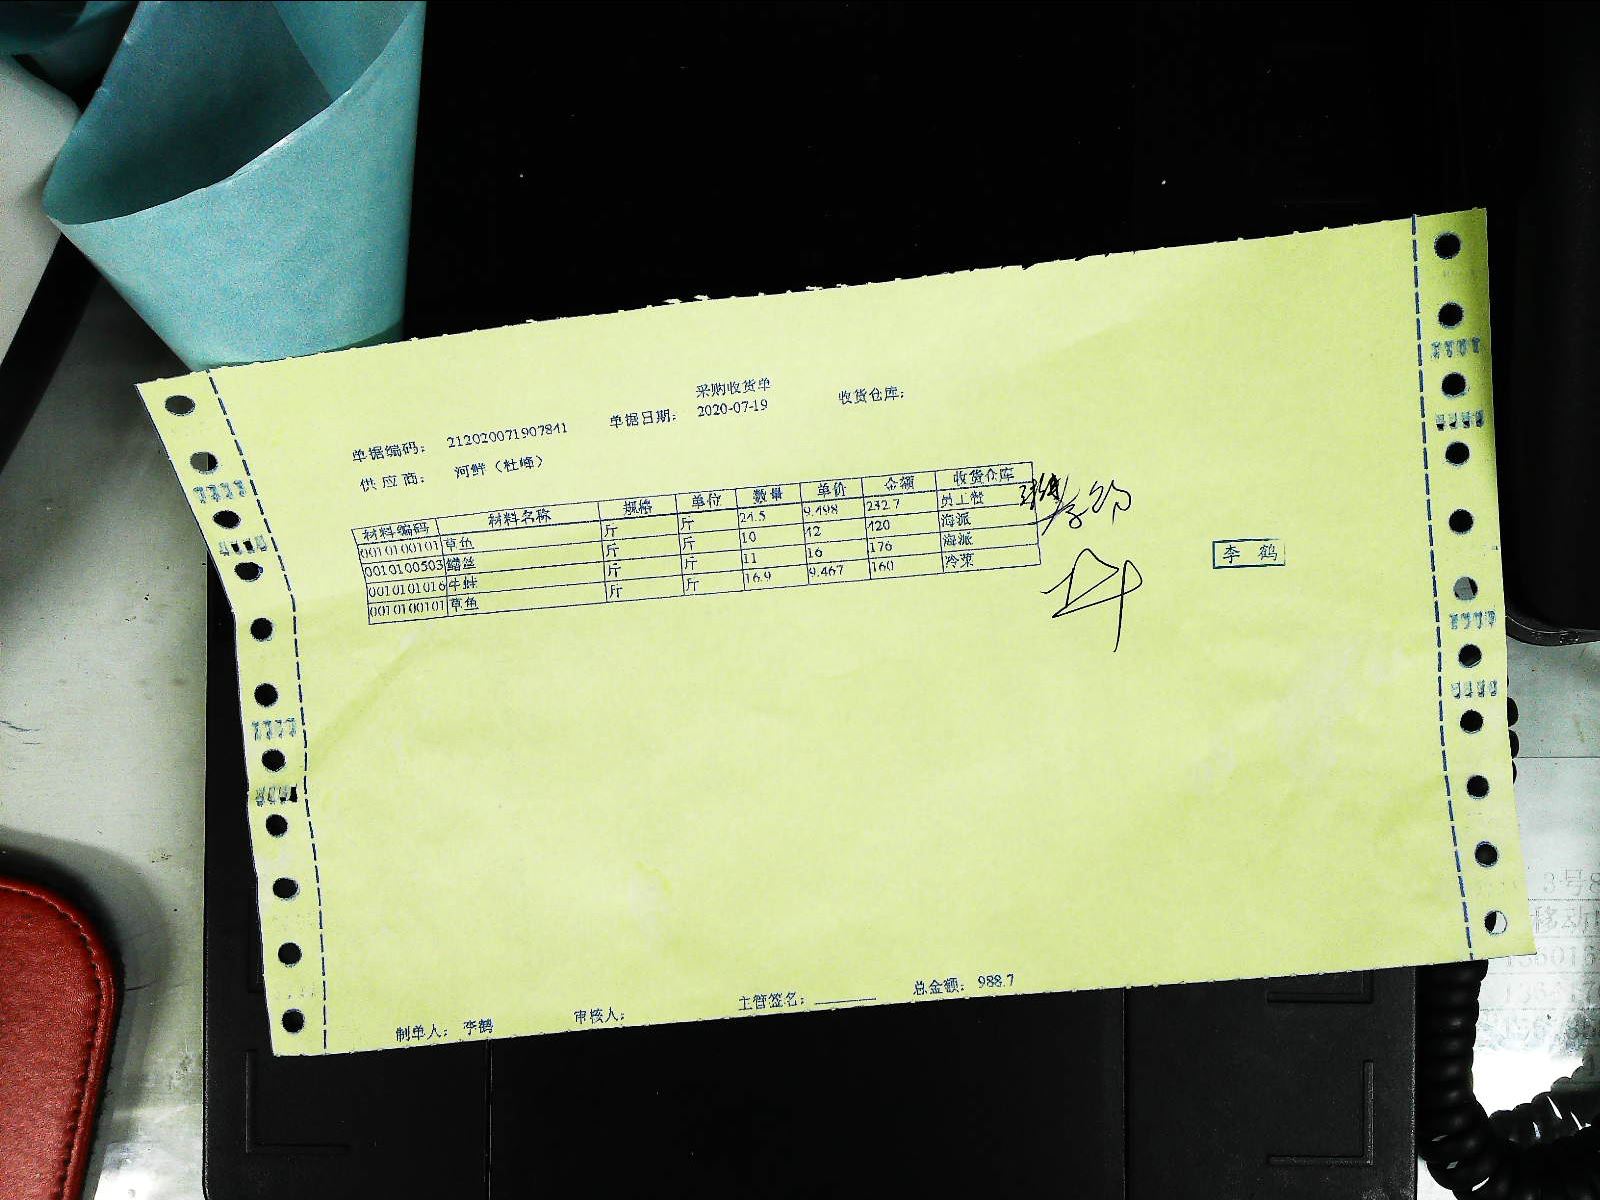 采购收货单
单据编码: 212020071907841 单据日期: 2020-07-19 收货仓库:
供应商: 河鲜（杜峰）
材料编码 材料名称 规格 单位 数量 单价 金额 收货仓库
0010100101 草鱼 斤 斤 24.5 9.498 232.7 员工餐
0010100503 鳝丝 斤 斤 10 12 120 海派
0010101016 牛蛙 斤 斤 11 16 176 海派
0010100101 草鱼 斤 斤 16.9 9.467 160 冷菜
李鹤
制单人: 李鹤 审核人: 主管签名: 总金额: 988.7
3号8
移动